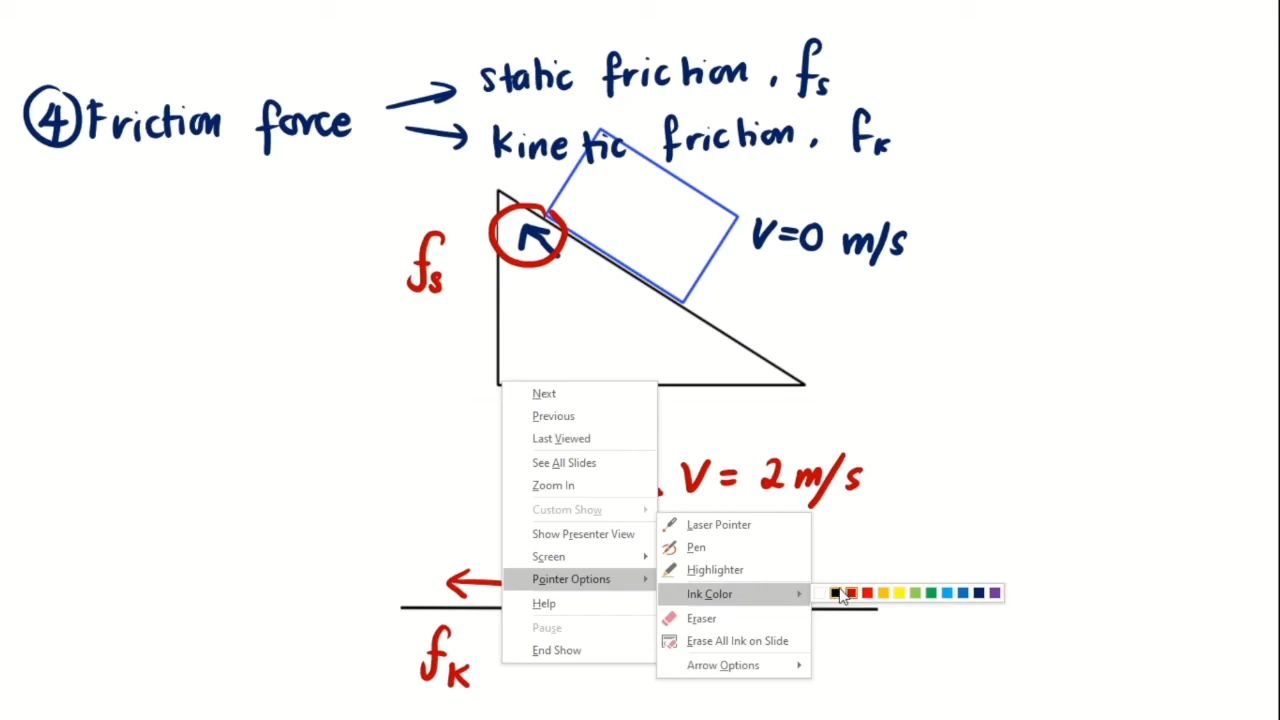 ④ Friction force
static friction, fs
kinetic friction, fk
fs
V=0 m/s
V = 2 m/s
fk
Next
Previous
Last Viewed
See All Slides
Zoom In
Custom Show
Show Presenter View
Screen
Pointer Options
Help
Pause
End Show
Laser Pointer
Pen
Highlighter
Ink Color
Eraser
Erase All Ink on Slide
Arrow Options